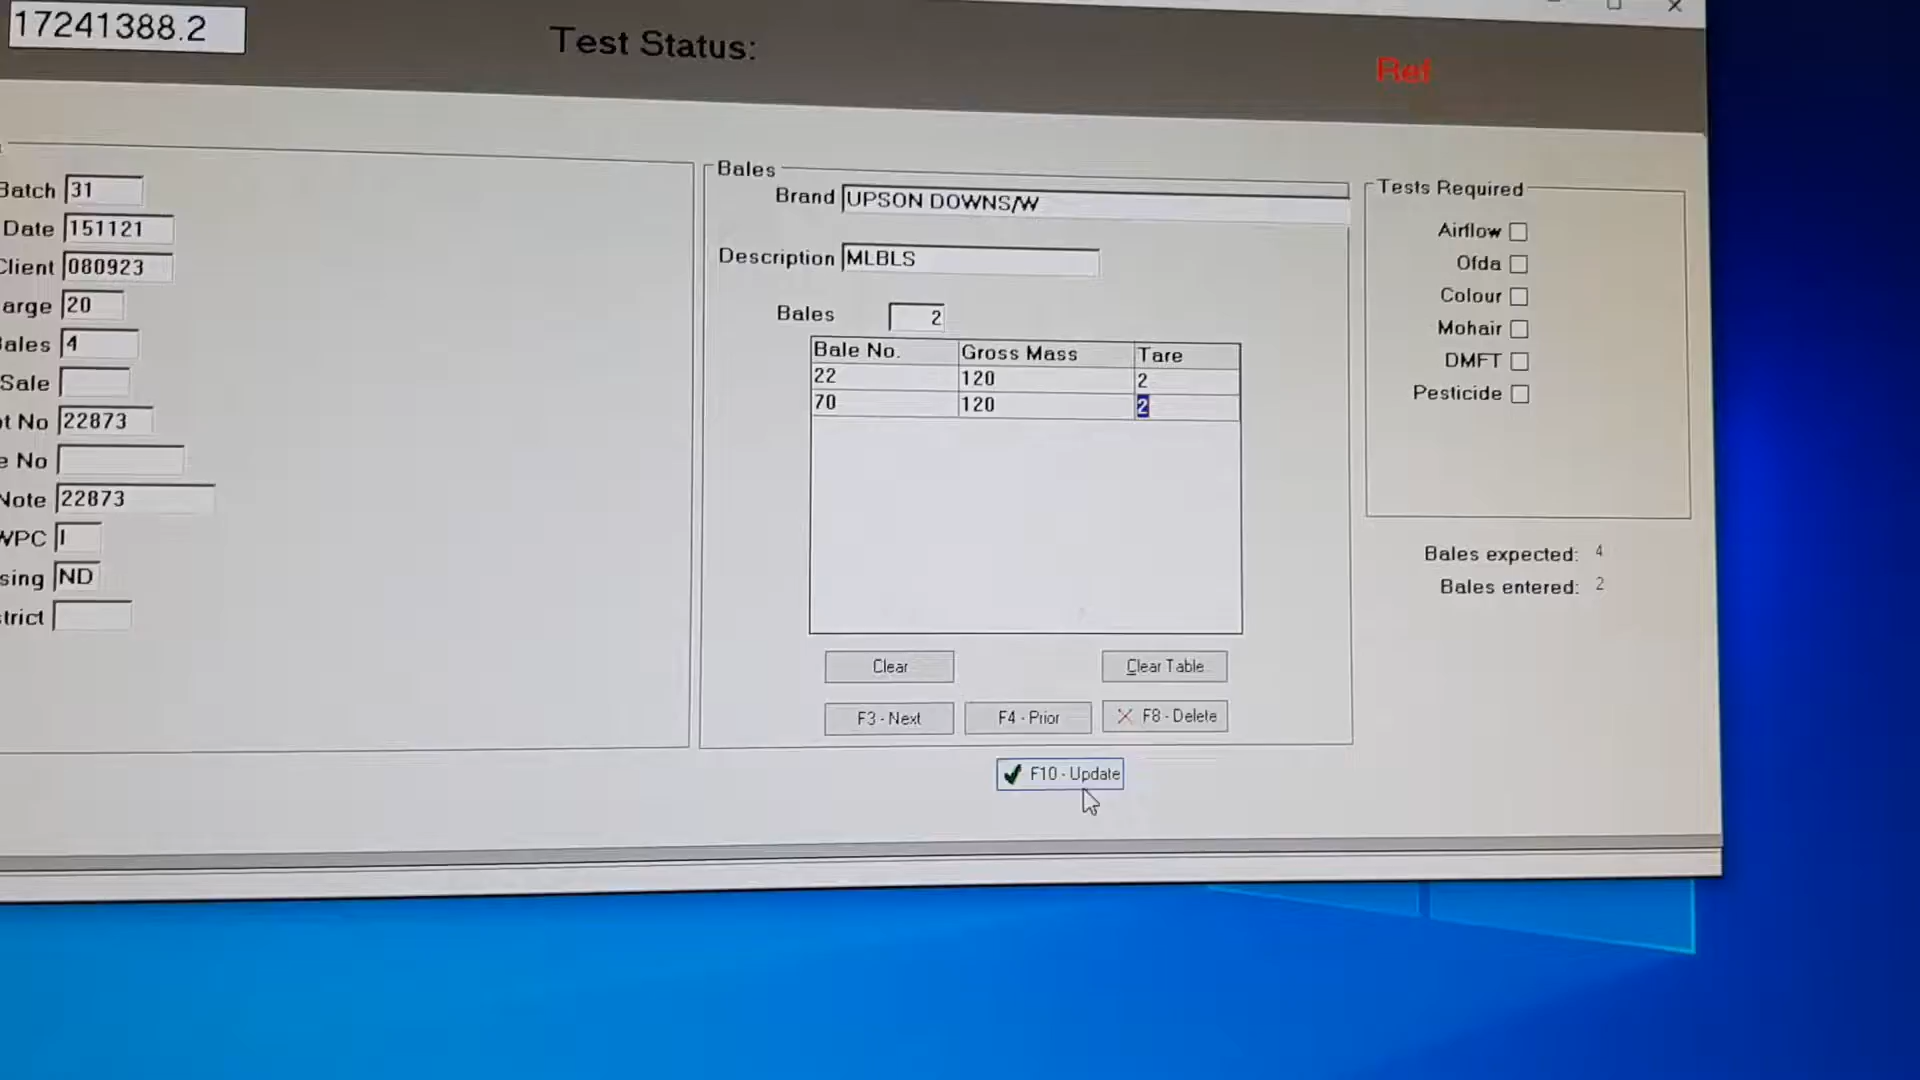 17241388.2
Test Status:
Ref
Batch 31
Date 151121
Client 080923
arge 20
ales 4
Sale
ot No 22873
e No
Note 22873
WPC I
sing ND
trict
Bales
Brand UPSON DOWNS/W
Description MLBLS
Bales 2
Bale No. Gross Mass Tare
22 120 2
70 120 2
Clear Clear Table
F3 - Next F4 - Prior F8 - Delete
F10 - Update
Tests Required
Airflow
Ofda
Colour
Mohair
DMFT
Pesticide
Bales expected: 4
Bales entered: 2